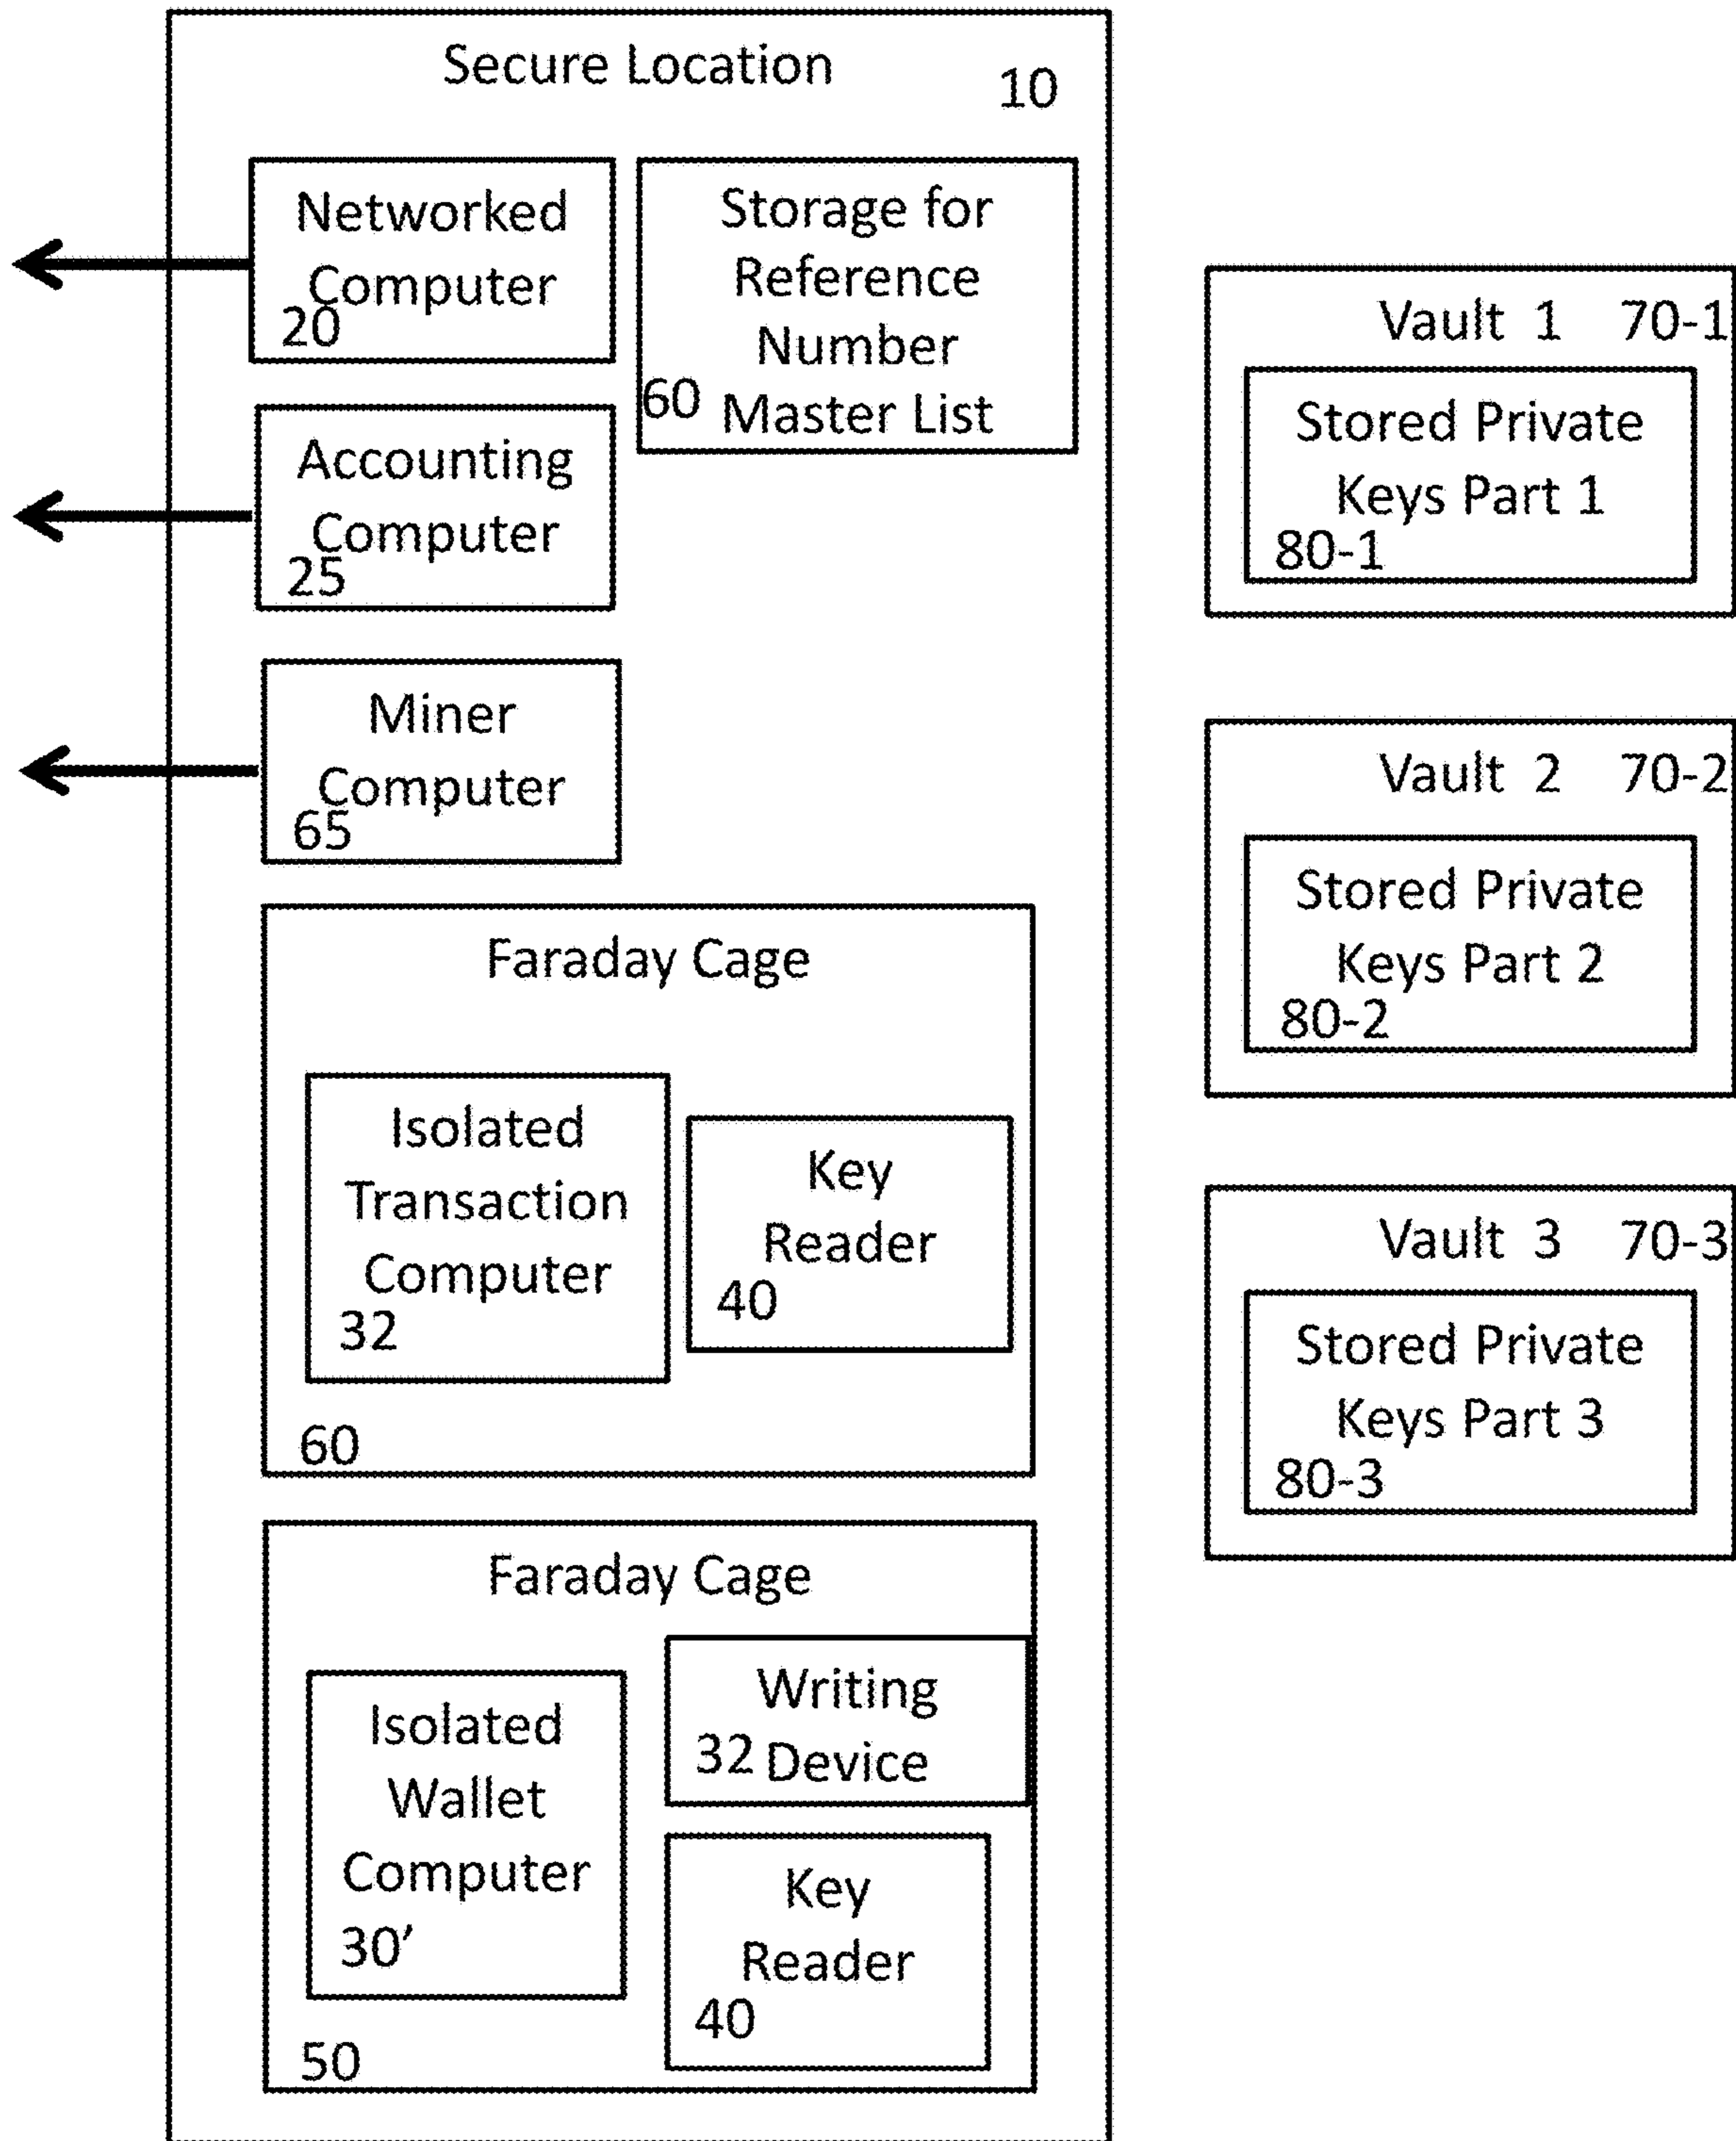 Secure Location
10
Networked
Computer
20
Storage for
Reference
Number
Master List
60
Accounting
Computer
25
Miner
Computer
65
Faraday Cage
Isolated
Transaction
Computer
32
Key
Reader
40
60
Faraday Cage
Isolated
Wallet
Computer
30’
Writing
Device
32
Key
Reader
40
50
Vault 1 70-1
Stored Private
Keys Part 1
80-1
Vault 2 70-2
Stored Private
Keys Part 2
80-2
Vault 3 70-3
Stored Private
Keys Part 3
80-3